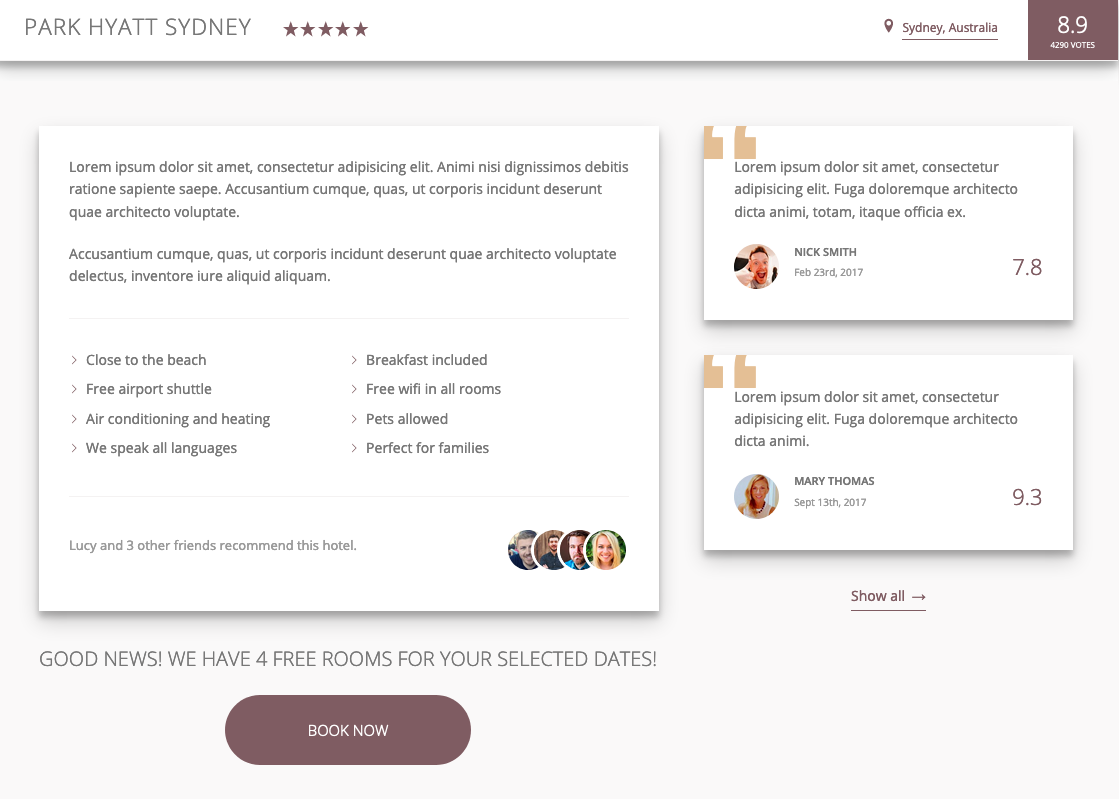 PARK HYATT SYDNEY
Sydney, Australia
8.9
4290 VOTES
Lorem ipsum dolor sit amet, consectetur adipisicing elit. Animi nisi dignissimos debitis
ratione sapiente saepe. Accusantium cumque, quas, ut corporis incidunt deserunt
quae architecto voluptate.
Accusantium cumque, quas, ut corporis incidunt deserunt quae architecto voluptate
delectus, inventore iure aliquid aliquam.
Close to the beach
Free airport shuttle
Air conditioning and heating
We speak all languages
Breakfast included
Free wifi in all rooms
Pets allowed
Perfect for families
Lucy and 3 other friends recommend this hotel.
GOOD NEWS! WE HAVE 4 FREE ROOMS FOR YOUR SELECTED DATES!
BOOK NOW
Lorem ipsum dolor sit amet, consectetur
adipisicing elit. Fuga doloremque architecto
dicta animi, totam, itaque officia ex.
NICK SMITH
Feb 23rd, 2017
7.8
Lorem ipsum dolor sit amet, consectetur
adipisicing elit. Fuga doloremque architecto
dicta animi.
MARY THOMAS
Sept 13th, 2017
9.3
Show all →